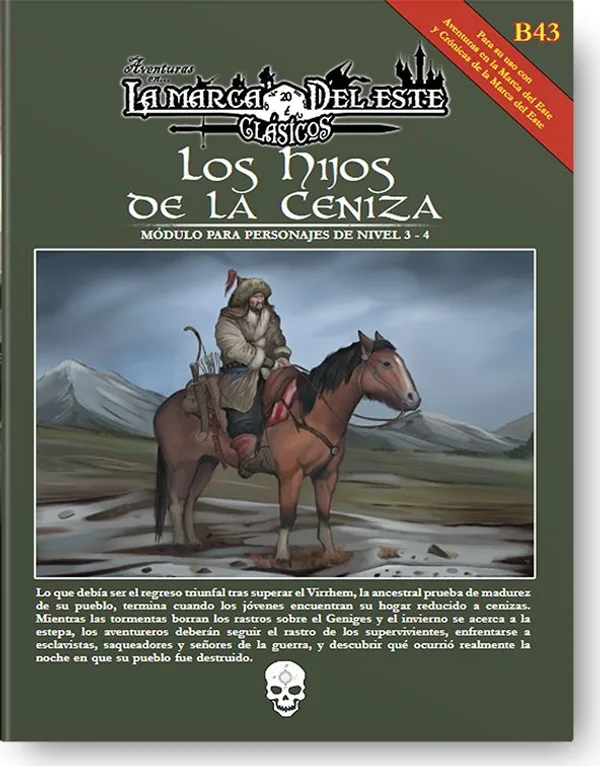 B43
Para su uso con
Aventuras en la Marca del Este
y Crónicas de la Marca del Este
Aventuras
en...
La Marca Del Este
20
Clásicos
Los Hijos
de la Ceniza
MÓDULO PARA PERSONAJES DE NIVEL 3 - 4
Lo que debía ser el regreso triunfal tras superar el Virrhem, la ancestral prueba de madurez
de su pueblo, termina cuando los jóvenes encuentran su hogar reducido a cenizas.
Mientras las tormentas borran los rastros sobre el Geniges y el invierno se acerca a la
estepa, los aventureros deberán seguir el rastro de los supervivientes, enfrentarse a
esclavistas, saqueadores y señores de la guerra, y descubrir qué ocurrió realmente la
noche en que su pueblo fue destruido.